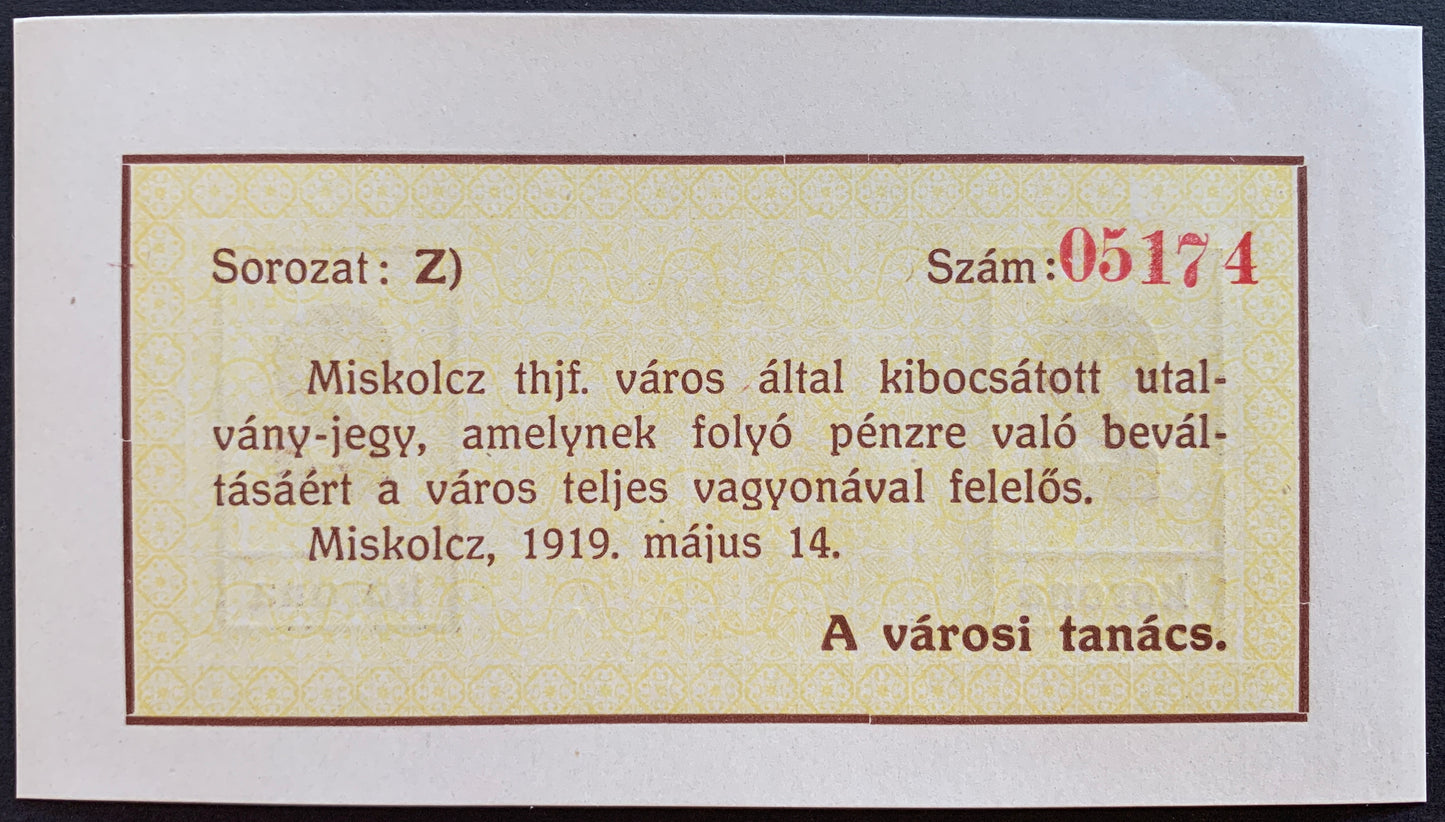 Sorozat: Z)
Szám: 05174
Miskolcz thjf. város által kibocsátott utal-
vány-jegy, amelynek folyó pénzre való bevál-
tásáért a város teljes vagyonával felelős.
Miskolcz, 1919. május 14.
A városi tanács.